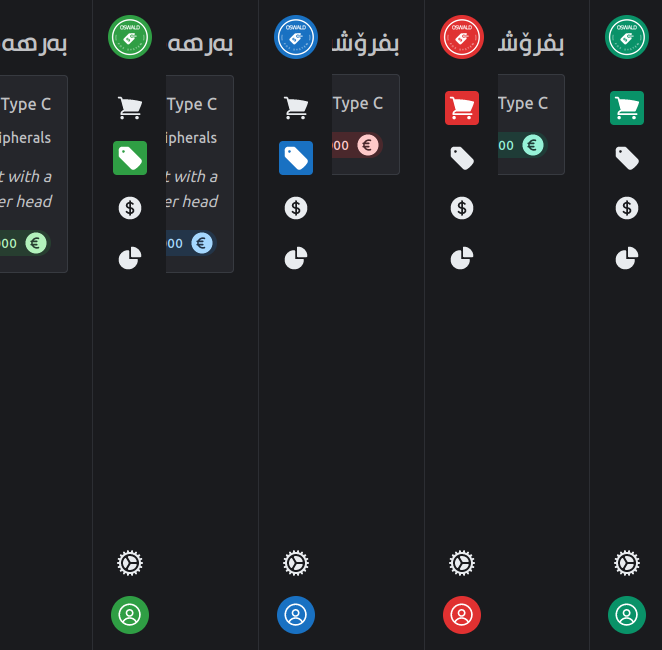 OSWALD
بەرهە
Type C
ipherals
t with a
er head
00 €
OSWALD
بەرهە
Type C
ipherals
t with a
er head
000 €
OSWALD
بفرۆش
Type C
00 €
OSWALD
بفرۆش
Type C
00 €